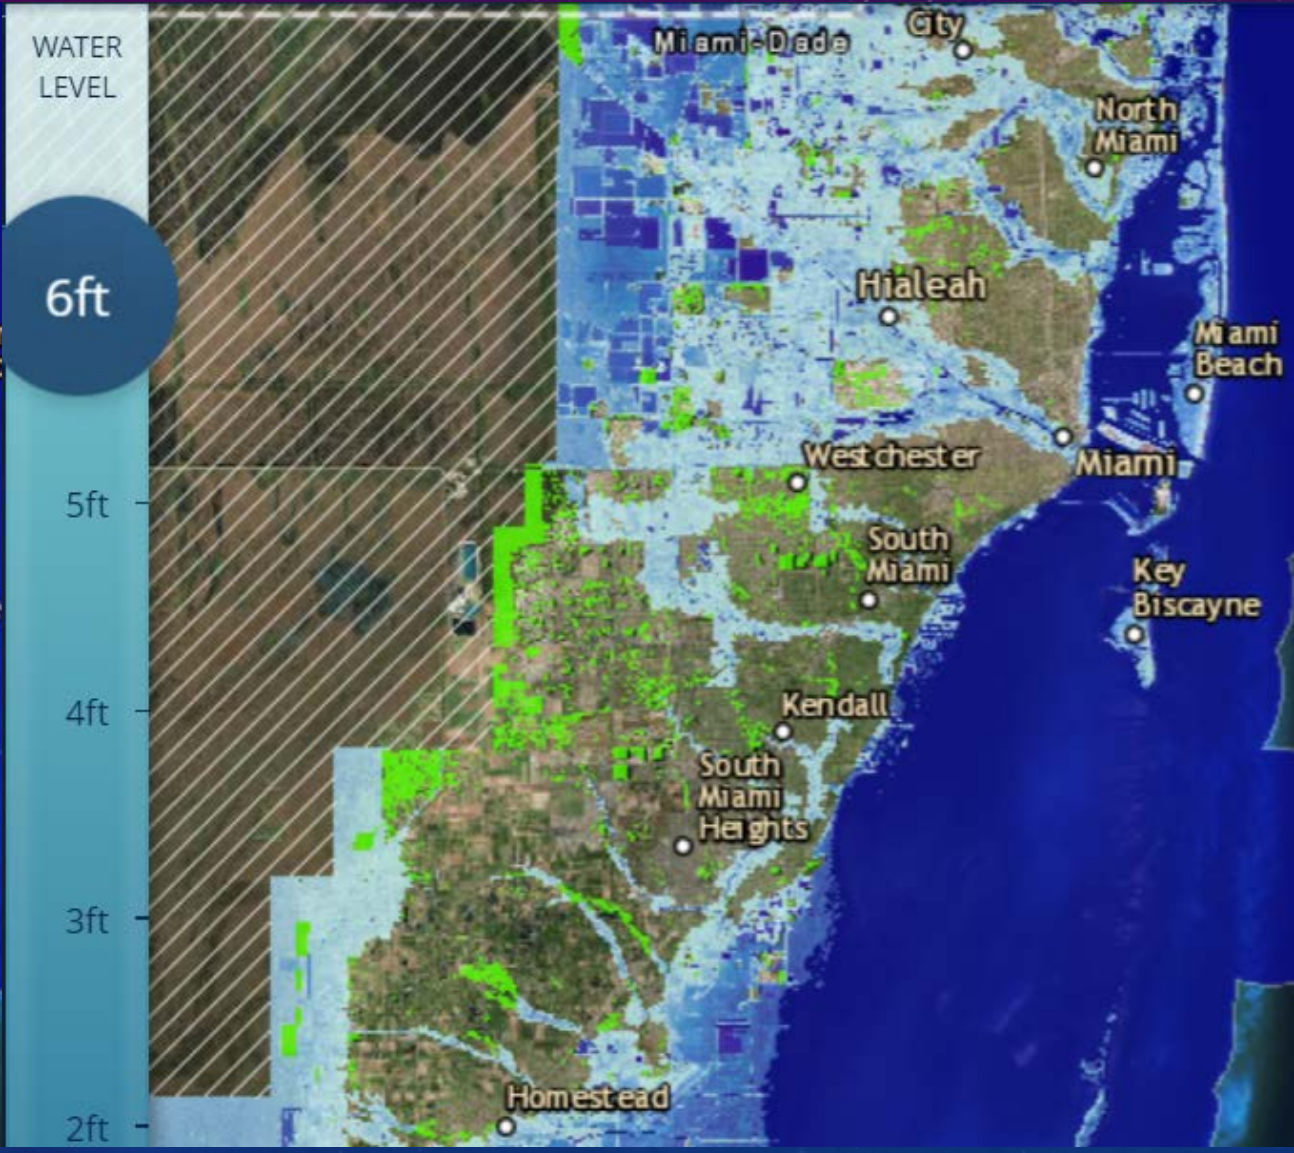 WATER
LEVEL
6ft
5ft
4ft
3ft
2ft
Miami-Dade
City
North
Miami
Hialeah
Miami
Beach
Westchester
Miami
South
Miami
Key
Biscayne
Kendall
South
Miami
Heights
Homestead